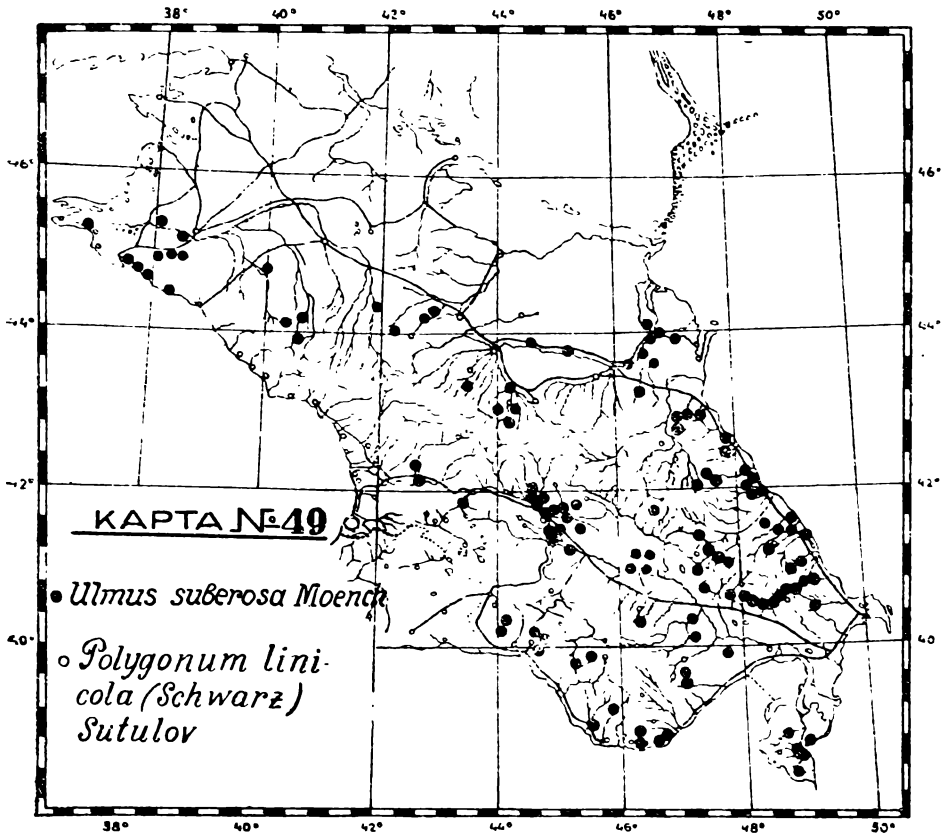 38° 40° 42° 44° 46° 48° 50°
46° 46°
44° 44°
42° 42°
КАРТА №49
● Ulmus suberosa Moench
40° 40
○ Polygonum lini-
cola (Schwarz)
Sutulov
38° 40° 42° 44° 46° 48° 50°